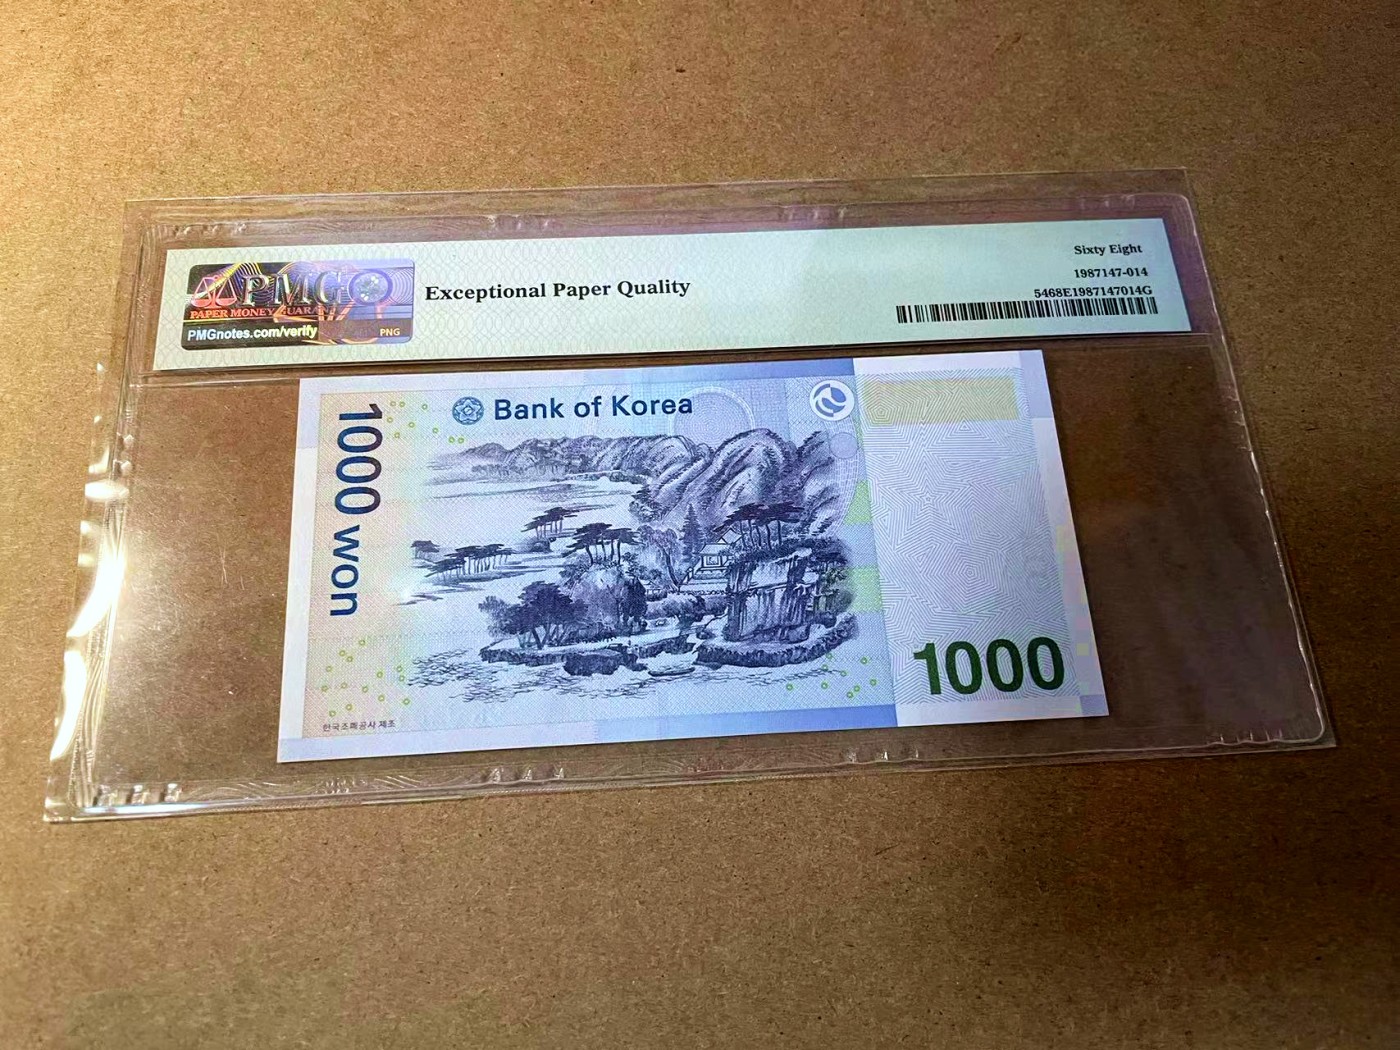 PMG
PAPER MONEY GUARANTY
PMGnotes.com/verify
PNG
Exceptional Paper Quality
Sixty Eight
1987147-014
5468E1987147014G
Bank of Korea
1000 won
1000
한국조폐공사 제조